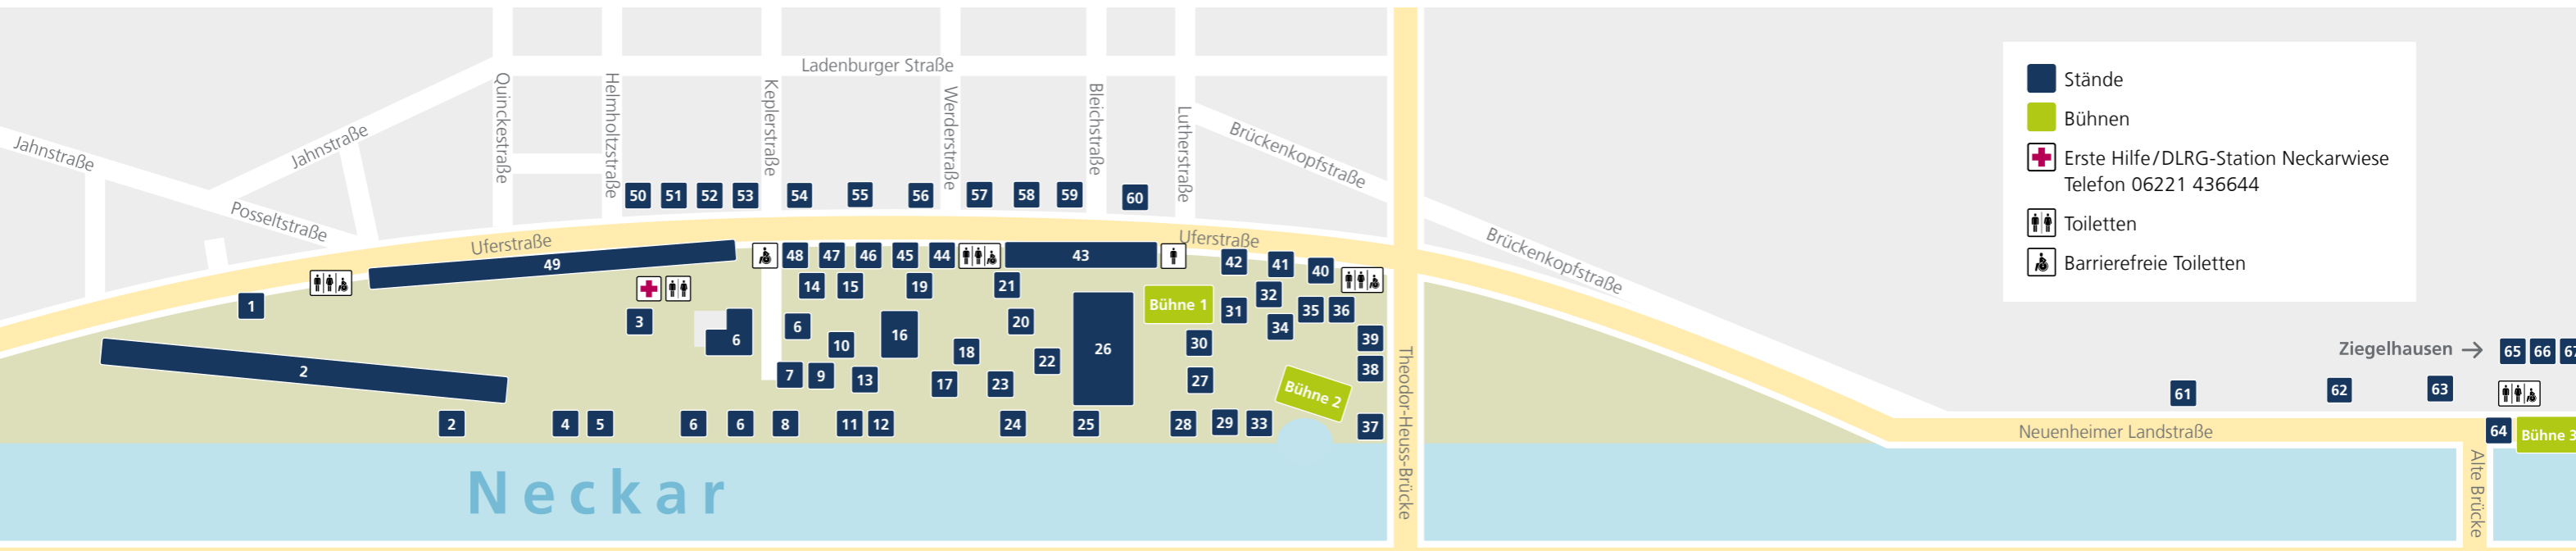 Ladenburger Straße
Jahnstraße
Jahnstraße
Posseltstraße
Quinckestraße
Helmholtzstraße
Keplerstraße
Werderstraße
Bleichstraße
Lutherstraße
Brückenkopfstraße
Brückenkopfstraße
Uferstraße
Uferstraße
Stände
Bühnen
Erste Hilfe/DLRG-Station Neckarwiese
Telefon 06221 436644
Toiletten
Barrierefreie Toiletten
50 51 52 53 54 55 56 57 58 59 60
49
48 47 46 45 44 43 42 41 40
1
14 15 19 21
32
Bühne 1
31 35 36
3
6
6
20
34
16
10
18
22
26
30
39
2
7 9 13
17
23
27
38
Bühne 2
2
4 5 6 6 8 11 12 24 25 28 29 33 37
Theodor-Heuss-Brücke
Ziegelhausen
65 66 67
61 62 63
Neuenheimer Landstraße
64
Bühne 3
Alte Brücke
Neckar